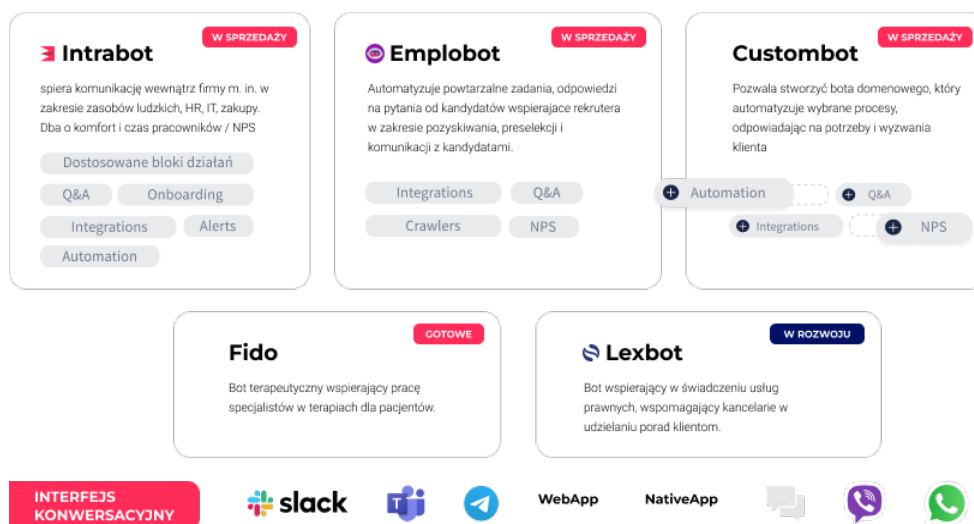 W SPRZEDAŻY
Intrabot
spiera komunikację wewnątrz firmy m. in. w
zakresie zasobów ludzkich, HR, IT, zakupy.
Dba o komfort i czas pracowników / NPS
Dostosowane bloki działań
Q&A Onboarding
Integrations Alerts
Automation
W SPRZEDAŻY
Emplobot
Automatyzuje powtarzalne zadania, odpowiedzi
na pytania od kandydatów wspierajace rekrutera
w zakresie pozyskiwania, preselekcji i
komunikacji z kandydatami.
Integrations Q&A
Crawlers NPS
W SPRZEDAŻY
Custombot
Pozwala stworzyć bota domenowego, który
automatyzuje wybrane procesy,
odpowiadając na potrzeby i wyzwania
klienta
Automation Q&A
Integrations NPS
GOTOWE
Fido
Bot terapeutyczny wspierający pracę
specjalistów w terapiach dla pacjentów.
W ROZWOJU
Lexbot
Bot wspierający w świadczeniu usług
prawnych, wspomagający kancelarie w
udzielaniu porad klientom.
INTERFEJS
KONWERSACYJNY
slack WebApp NativeApp